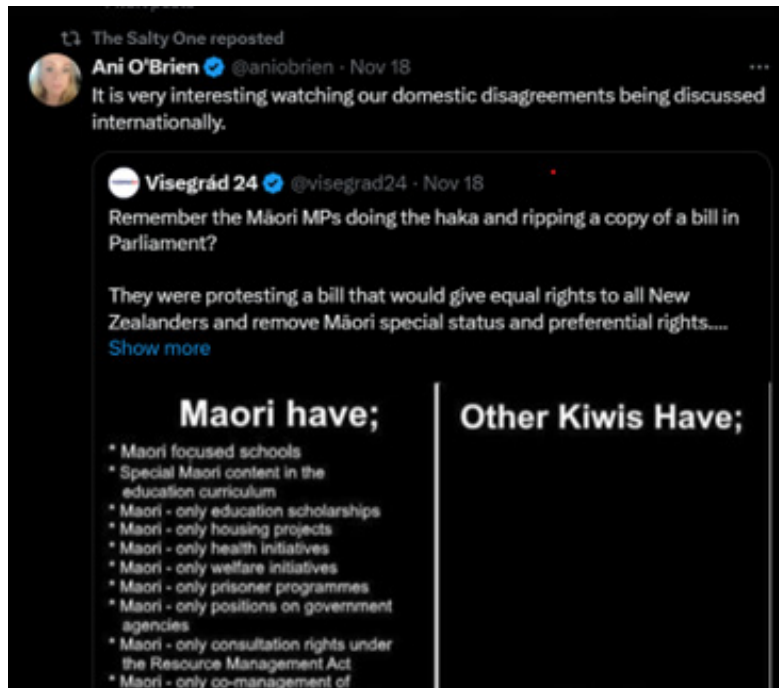 The Salty One reposted
Ani O'Brien @aniobrien · Nov 18
It is very interesting watching our domestic disagreements being discussed
internationally.
Visegrád 24 @visegrad24 · Nov 18
Remember the Māori MPs doing the haka and ripping a copy of a bill in
Parliament?
They were protesting a bill that would give equal rights to all New
Zealanders and remove Māori special status and preferential rights....
Show more
Maori have;
* Maori focused schools
* Special Maori content in the
education curriculum
* Maori - only education scholarships
* Maori - only housing projects
* Maori - only health initiatives
* Maori - only welfare initiatives
* Maori - only prisoner programmes
* Maori - only positions on government
agencies
* Maori - only consultation rights under
the Resource Management Act
* Maori - only co-management of
Other Kiwis Have;